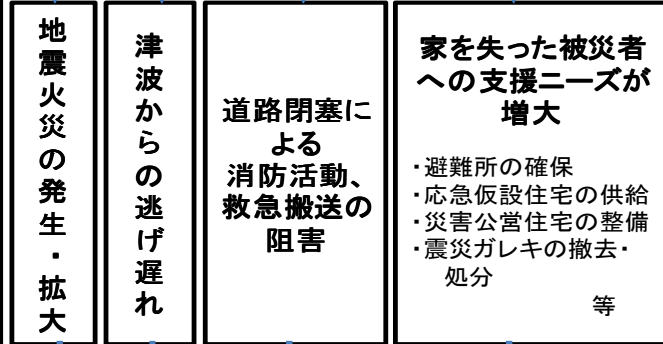 地震火災の発生・拡大
津波からの逃げ遅れ
道路閉塞に
よる
消防活動、
救急搬送の
阻害
家を失った被災者
への支援ニーズが
増大
・避難所の確保
・応急仮設住宅の供給
・災害公営住宅の整備
・震災ガレキの撤去・
処分
等